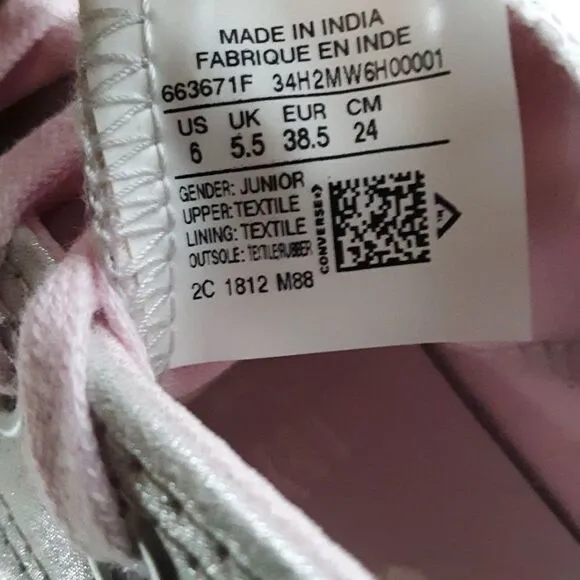 MADE IN INDIA
FABRIQUE EN INDE
663671F 34H2MW6H00001
US UK EUR CM
6 5.5 38.5 24
GENDER: JUNIOR
UPPER: TEXTILE
LINING: TEXTILE
OUTSOLE: TEXTILE/RUBBER
CONVERSE
2C 1812 M88